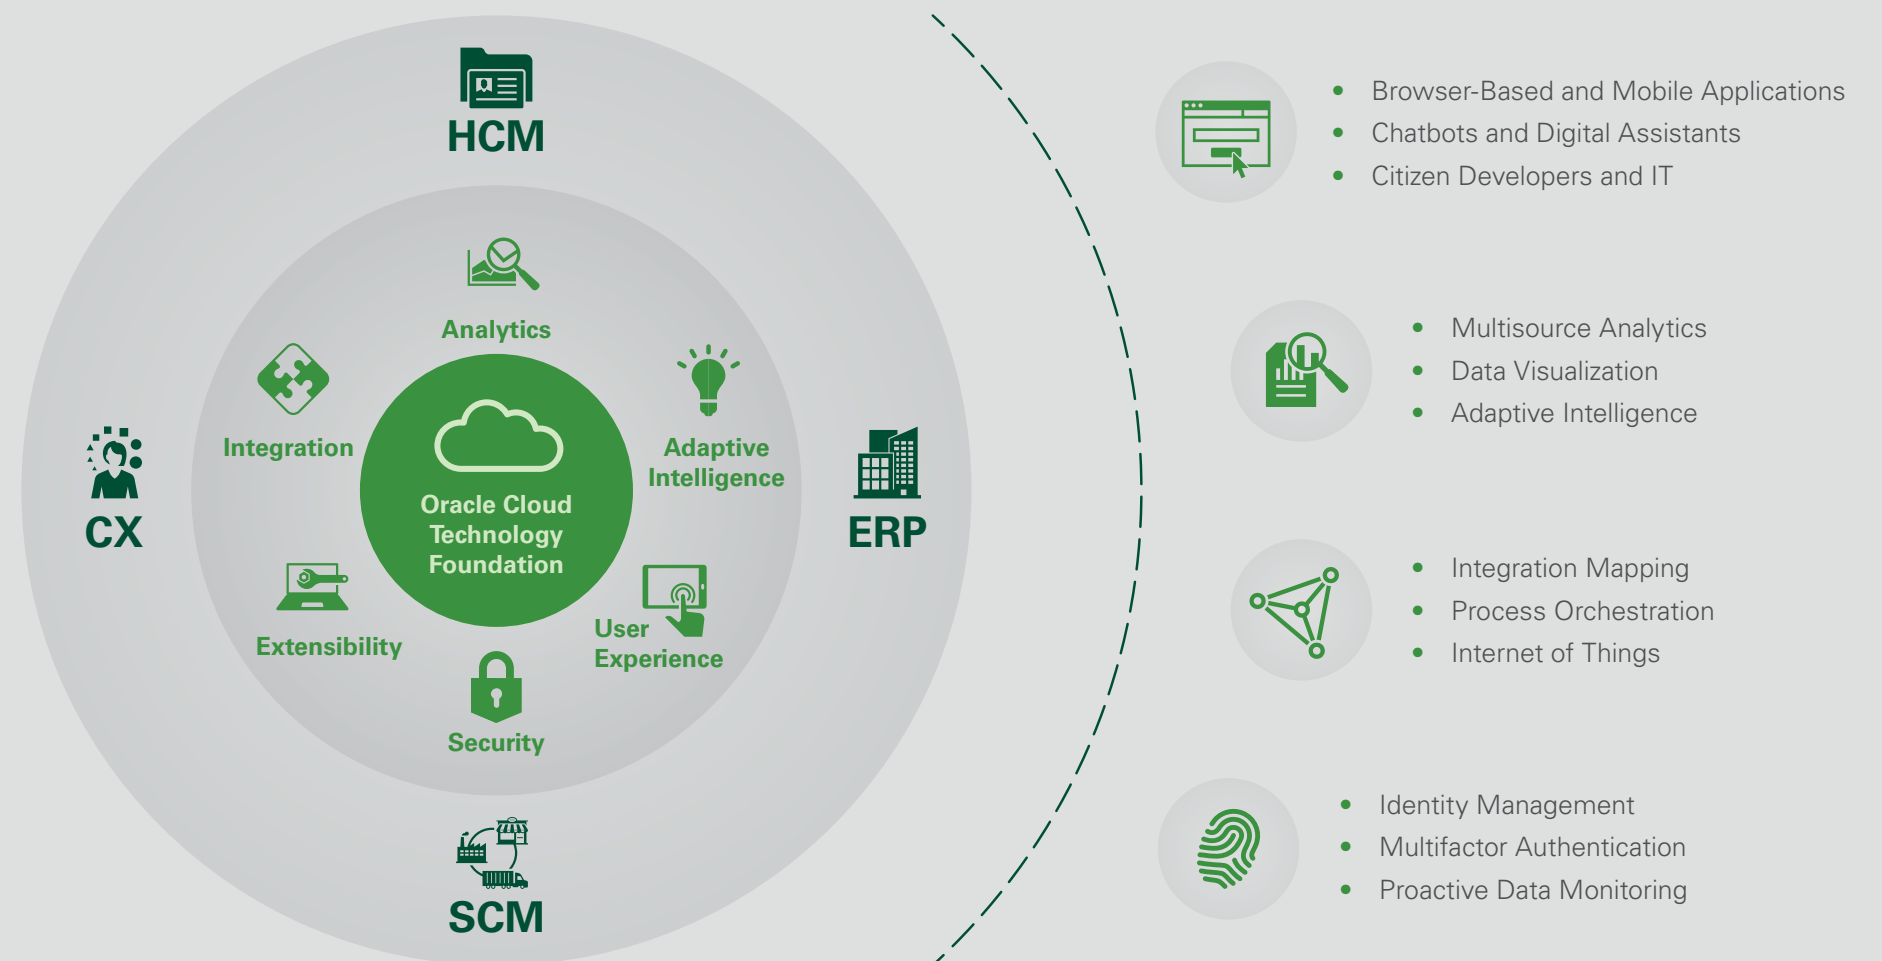 HCM
Analytics
Integration
Adaptive
Intelligence
CX
Oracle Cloud
Technology
Foundation
ERP
Extensibility
User
Experience
Security
SCM
• Browser-Based and Mobile Applications
• Chatbots and Digital Assistants
• Citizen Developers and IT
• Multisource Analytics
• Data Visualization
• Adaptive Intelligence
• Integration Mapping
• Process Orchestration
• Internet of Things
• Identity Management
• Multifactor Authentication
• Proactive Data Monitoring